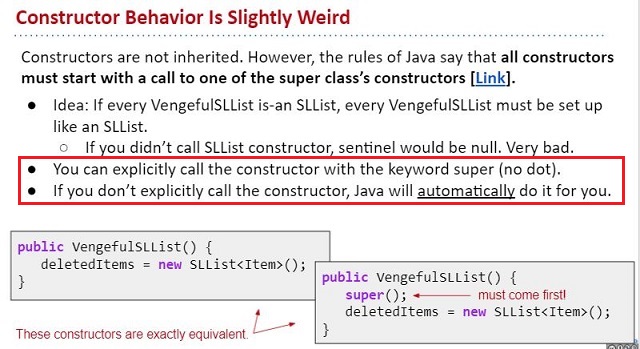 Constructor Behavior Is Slightly Weird
Constructors are not inherited. However, the rules of Java say that all constructors
must start with a call to one of the super class's constructors [Link].
● Idea: If every VengefulSLList is-an SLList, every VengefulSLList must be set up
like an SLList.
○ If you didn't call SLList constructor, sentinel would be null. Very bad.
● You can explicitly call the constructor with the keyword super (no dot).
● If you don't explicitly call the constructor, Java will automatically do it for you.
public VengefulSLList() {
deletedItems = new SLList<Item>();
}
public VengefulSLList() {
super(); must come first!
deletedItems = new SLList<Item>();
}
These constructors are exactly equivalent.